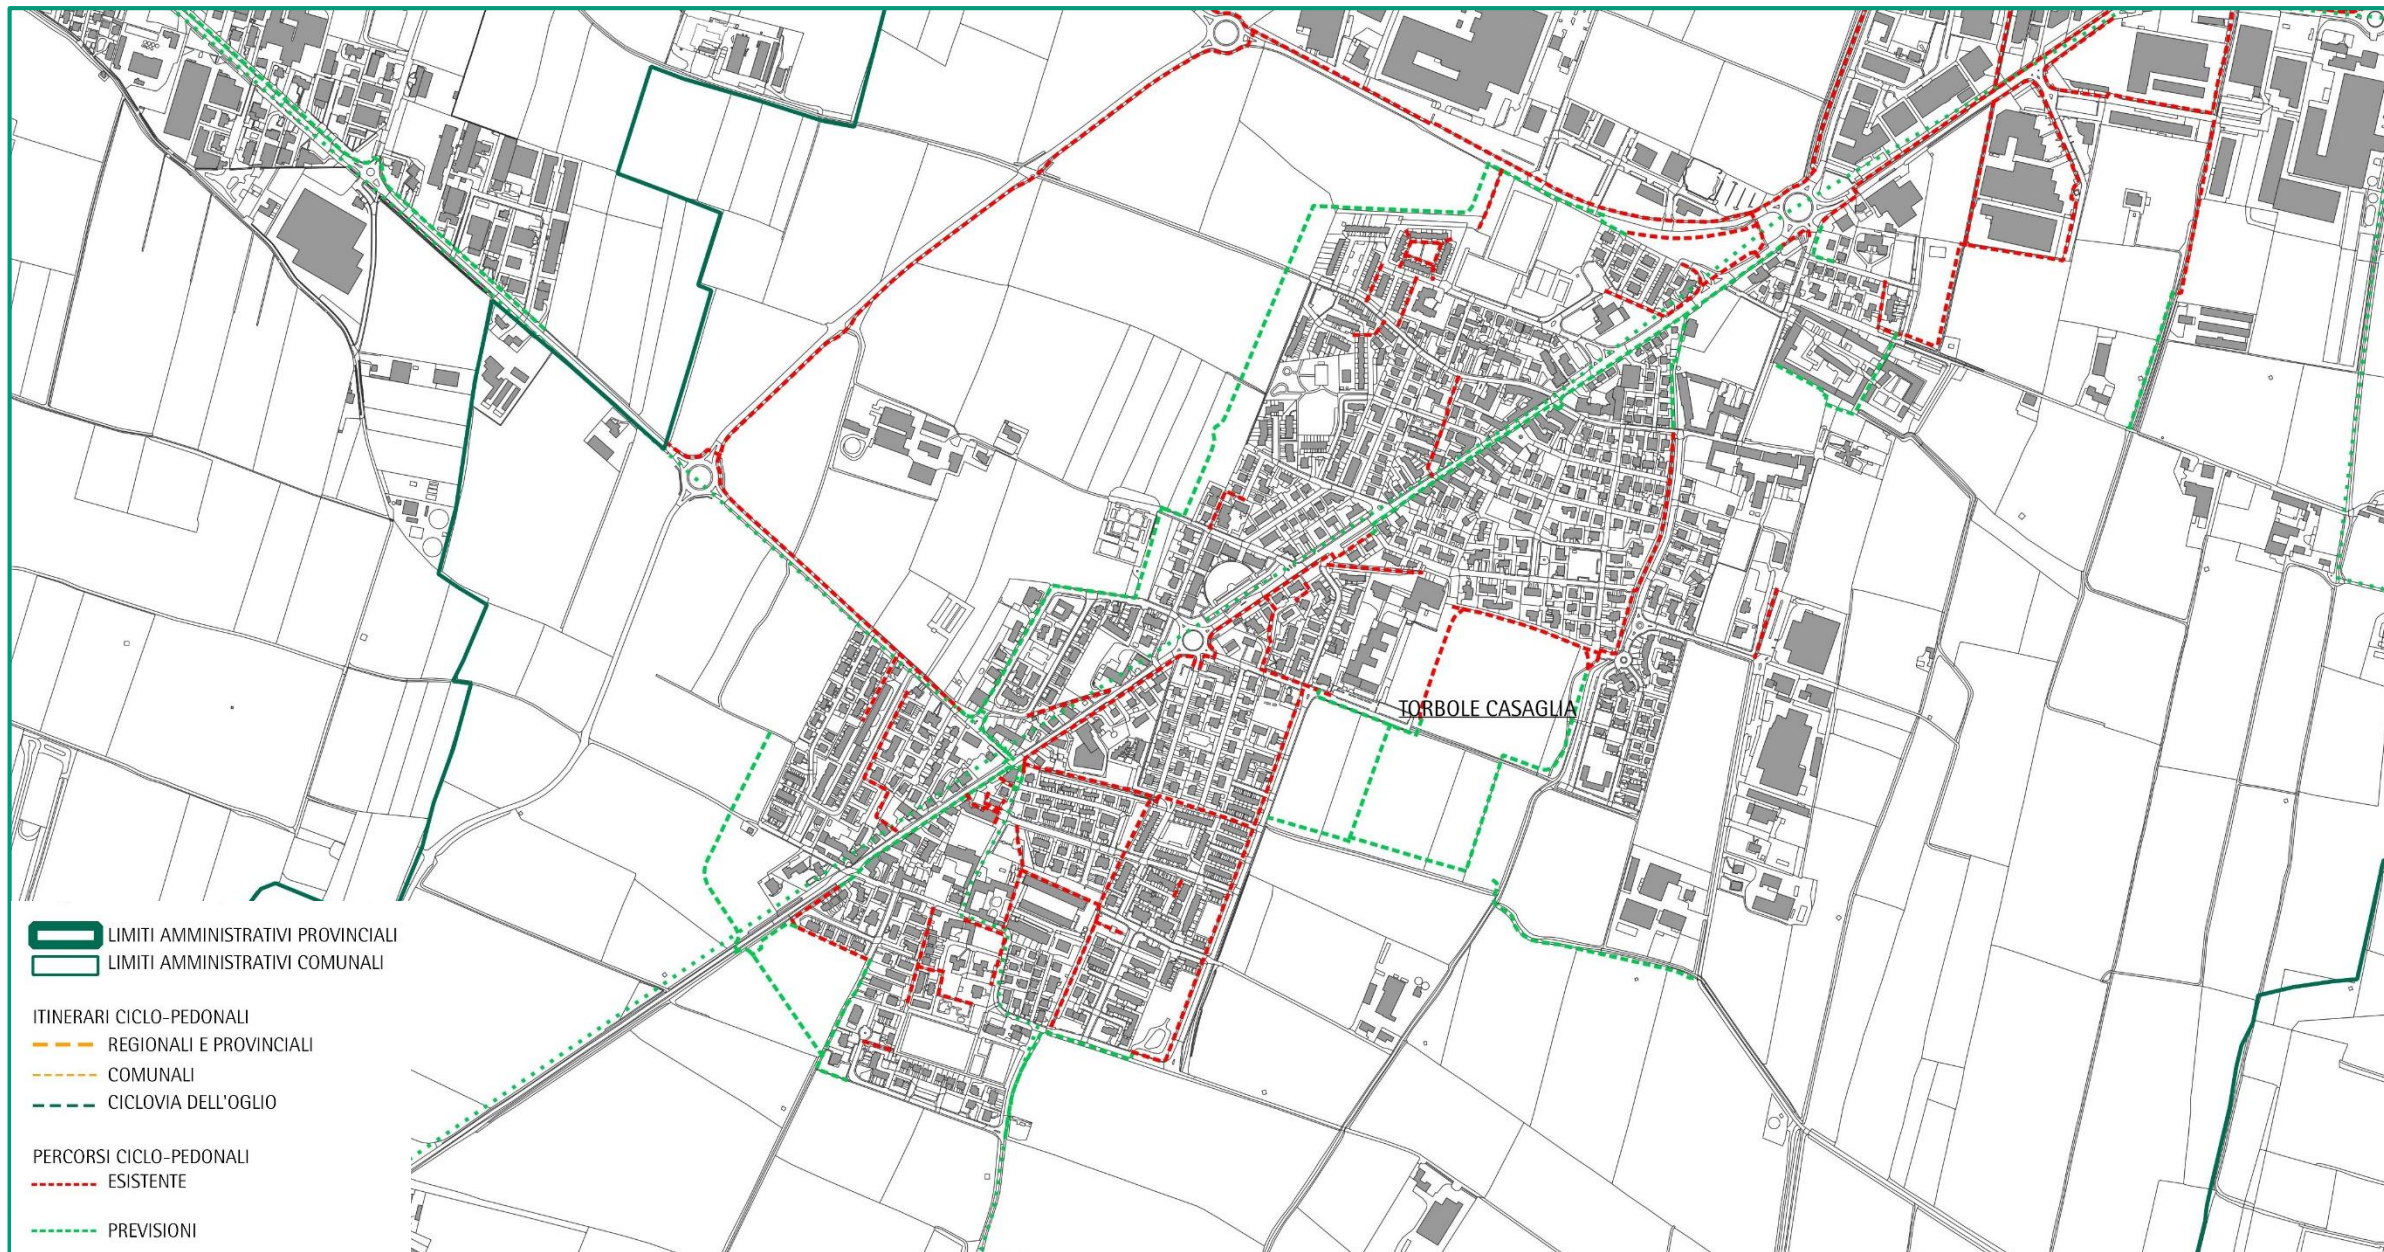 TORBOLE CASAGLIA
LIMITI AMMINISTRATIVI PROVINCIALI
LIMITI AMMINISTRATIVI COMUNALI
ITINERARI CICLO-PEDONALI
REGIONALI E PROVINCIALI
COMUNALI
CICLOVIA DELL'OGLIO
PERCORSI CICLO-PEDONALI
ESISTENTE
PREVISIONI